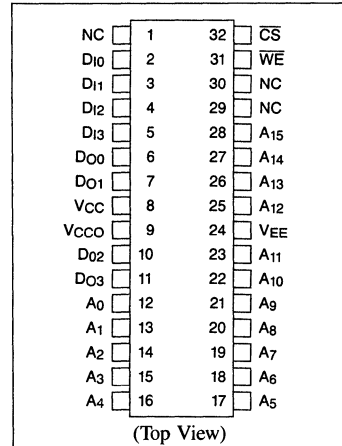 NC 1 32 CS
DI0 2 31 WE
DI1 3 30 NC
DI2 4 29 NC
DI3 5 28 A15
DO0 6 27 A14
DO1 7 26 A13
VCC 8 25 A12
VCCO 9 24 VEE
D02 10 23 A11
DO3 11 22 A10
A0 12 21 A9
A1 13 20 A8
A2 14 19 A7
A3 15 18 A6
A4 16 17 A5
(Top View)